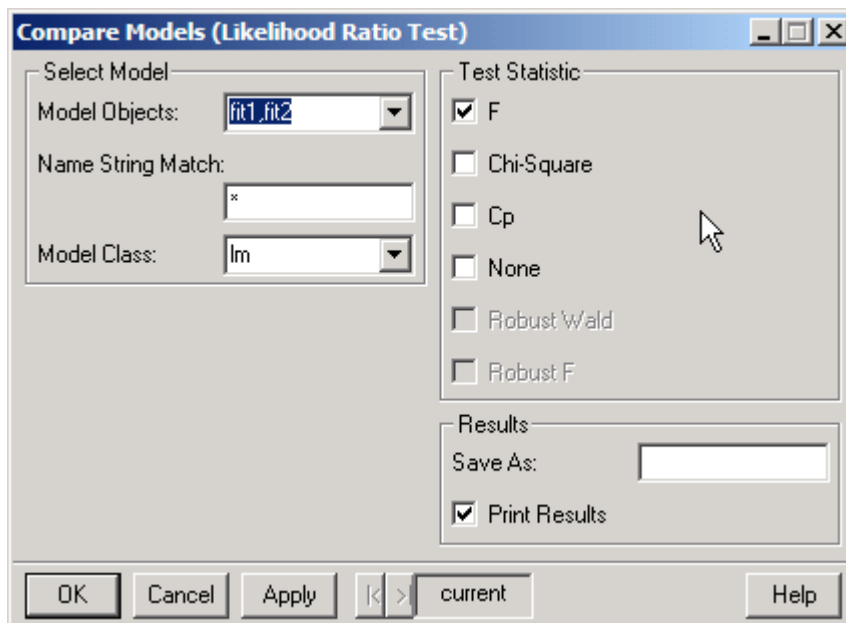 Compare Models (Likelihood Ratio Test)
Select Model
Model Objects: fit1,fit2
Name String Match:
*
Model Class: lm
Test Statistic
F
Chi-Square
Cp
None
Robust Wald
Robust F
Results
Save As:
Print Results
OK Cancel Apply |< >| current Help